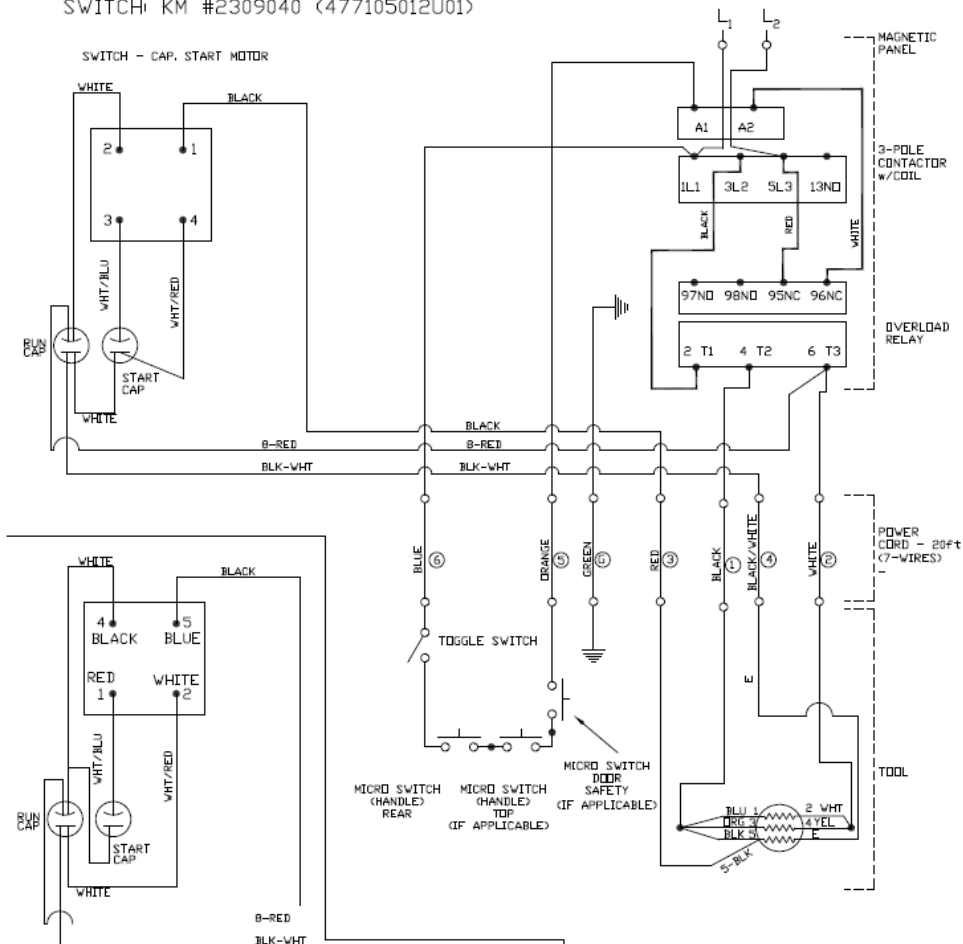 SWITCH: KM #2309040 (477105012U01)
L1
L2
MAGNETIC
PANEL
SWITCH - CAP. START MOTOR
WHITE
BLACK
2
1
3
4
WHT/BLU
WHT/RED
RUN
CAP
START
CAP
WHITE
A1 A2
3-POLE
CONTACTOR
W/COIL
1L1 3L2 5L3 13NO
BLACK
RED
WHITE
97NO 98NO 95NC 96NC
OVERLOAD
RELAY
2 T1 4 T2 6 T3
BLACK
8-RED
8-RED
BLK-WHT
BLK-WHT
BLUE
6
ORANGE
5
GREEN
G
RED
3
BLACK
1
BLACK/WHITE
4
WHITE
2
POWER
CORD - 20ft
(7-WIRES)
-
TOGGLE SWITCH
E
MICRO SWITCH
(HANDLE)
REAR
MICRO SWITCH
(HANDLE)
TOP
(IF APPLICABLE)
MICRO SWITCH
DOOR
SAFETY
(IF APPLICABLE)
TOOL
BLU 1
ORG 3
BLK 5
2 WHT
4 YEL
E
5-BLK
WHITE
BLACK
4
BLACK
5
BLUE
RED
1
WHITE
2
WHT/BLU
WHT/RED
RUN
CAP
START
CAP
WHITE
8-RED
BLK-WHT